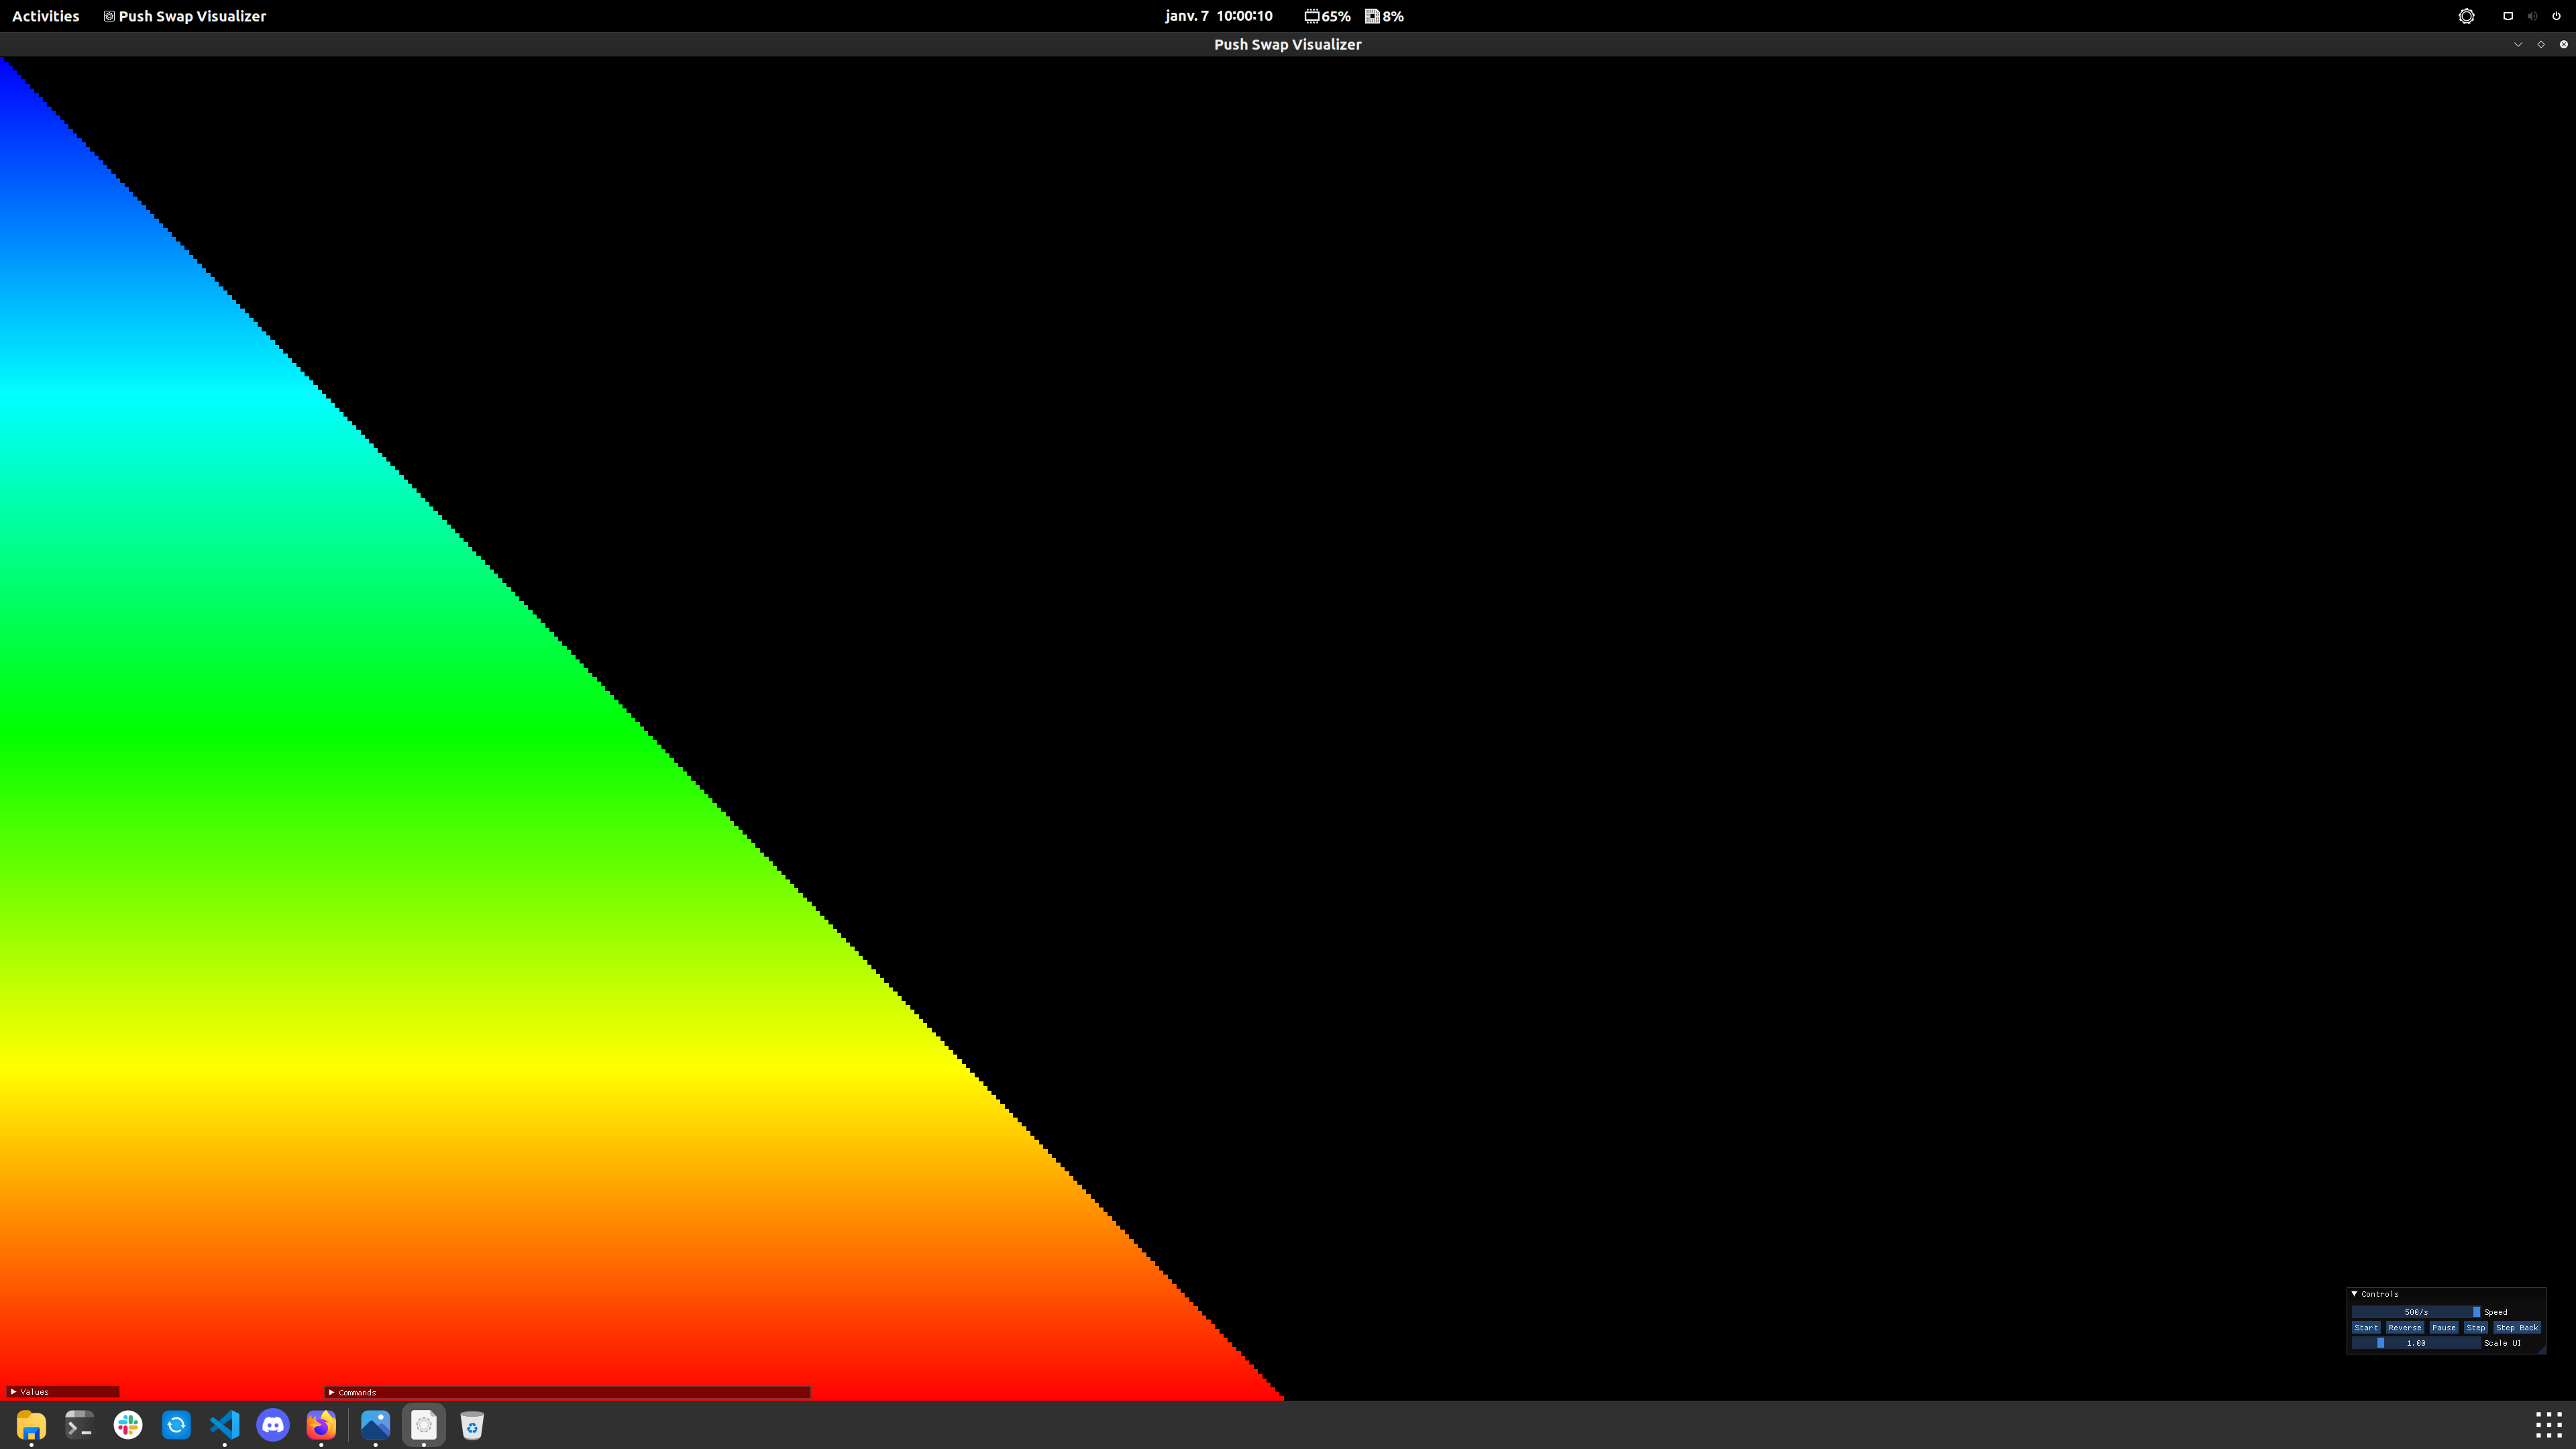 Activities Push Swap Visualizer janv. 7 10:00:10 65% 8%
Push Swap Visualizer
Controls
500/s Speed
Start Reverse Pause Step Step Back
1.00 Scale UI
Values Commands